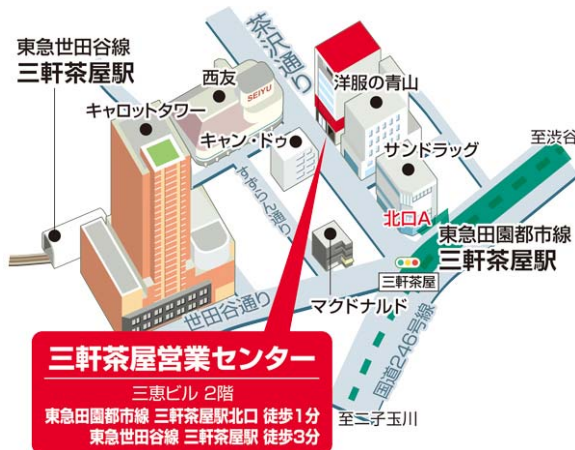 東急世田谷線
三軒茶屋駅
キャロットタワー
西友
SEIYU
茶沢通り
洋服の青山
キャン・ドゥ
サンドラッグ
至渋谷
すずらん通り
北口A
東急田園都市線
三軒茶屋駅
三軒茶屋
マグドナルド
世田谷通り
国道246号線
至二子玉川
三軒茶屋営業センター
三恵ビル 2階
東急田園都市線 三軒茶屋駅北口 徒歩1分
東急世田谷線 三軒茶屋駅 徒歩3分